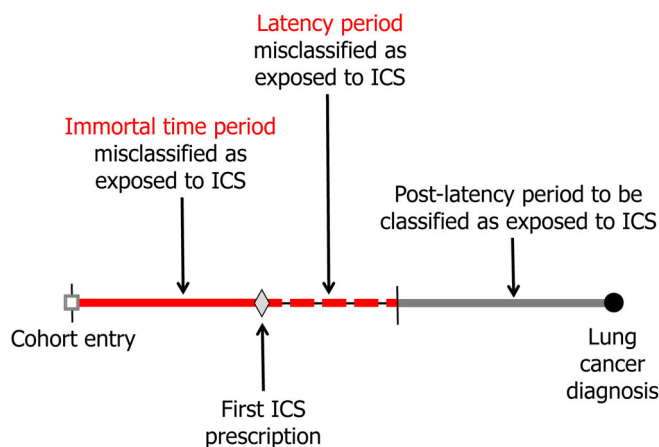 Latency period
misclassified as
exposed to ICS
Immortal time period
misclassified as
exposed to ICS
Post-latency period to be
classified as exposed to ICS
Cohort entry
First ICS
prescription
Lung
cancer
diagnosis